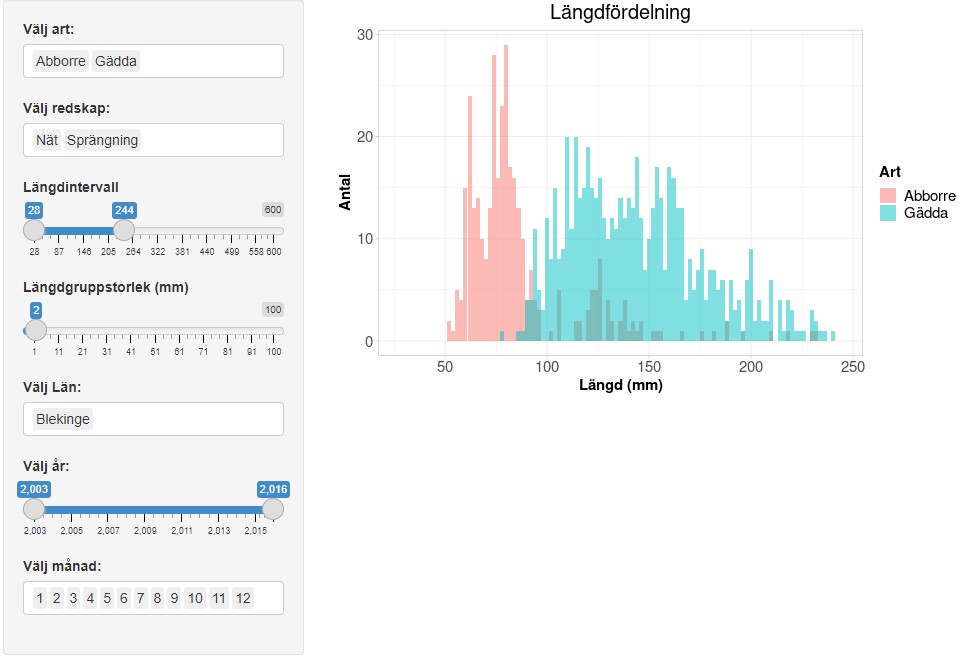 Välj art:
Abborre Gädda
Välj redskap:
Nät Sprängning
Längdintervall
28 244 600
28 87 146 205 264 322 381 440 499 558 600
Längdgruppstorlek (mm)
2 100
1 11 21 31 41 51 61 71 81 91 100
Välj Län:
Blekinge
Välj år:
2,003 2,016
2,003 2,005 2,007 2,009 2,011 2,013 2,015
Välj månad:
1 2 3 4 5 6 7 8 9 10 11 12
Längdfördelning
30
20
10
0
Antal
50 100 150 200 250
Längd (mm)
Art
Abborre
Gädda